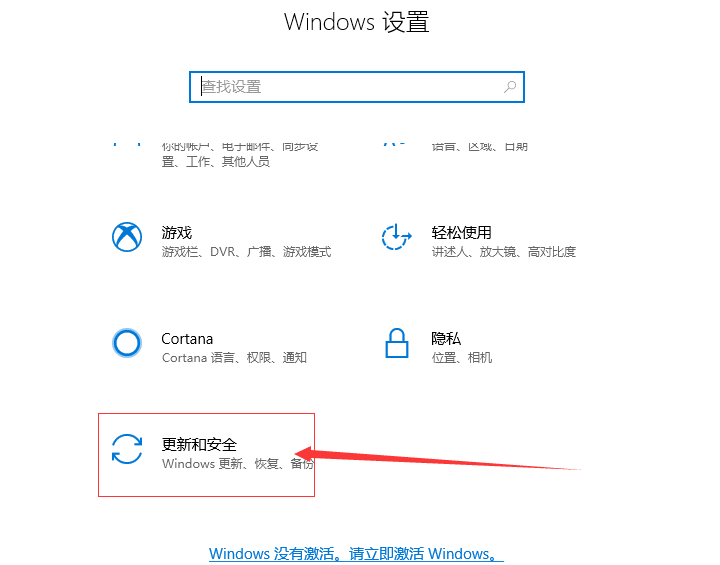 Windows 设置
查找设置
你的帐户、电子邮件、同步设
置、工作、其他人员
语言、区域、日期
游戏
游戏栏、DVR、广播、游戏模式
轻松使用
讲述人、放大镜、高对比度
Cortana
Cortana 语言、权限、通知
隐私
位置、相机
更新和安全
Windows 更新、恢复、备份
Windows 没有激活。请立即激活 Windows。